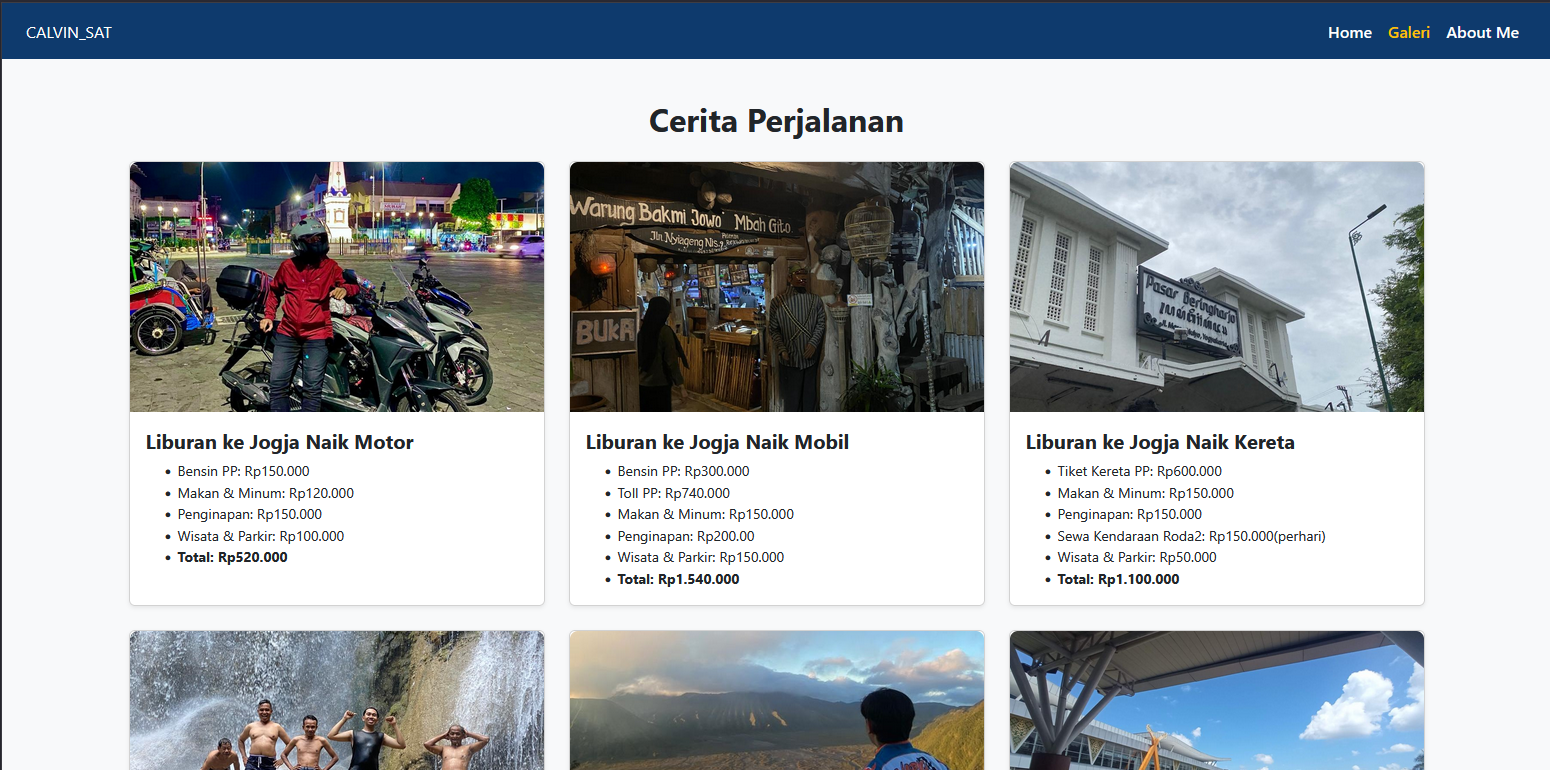 CALVIN_SAT
Home Galeri About Me
Cerita Perjalanan
Warung Bakmi Jowo Mbah Gito
BUKA
Pasar Beringharjo
Liburan ke Jogja Naik Motor
Bensin PP: Rp150.000
Makan & Minum: Rp120.000
Penginapan: Rp150.000
Wisata & Parkir: Rp100.000
Total: Rp520.000
Liburan ke Jogja Naik Mobil
Bensin PP: Rp300.000
Toll PP: Rp740.000
Makan & Minum: Rp150.000
Penginapan: Rp200.00
Wisata & Parkir: Rp150.000
Total: Rp1.540.000
Liburan ke Jogja Naik Kereta
Tiket Kereta PP: Rp600.000
Makan & Minum: Rp150.000
Penginapan: Rp150.000
Sewa Kendaraan Roda2: Rp150.000(perhari)
Wisata & Parkir: Rp50.000
Total: Rp1.100.000